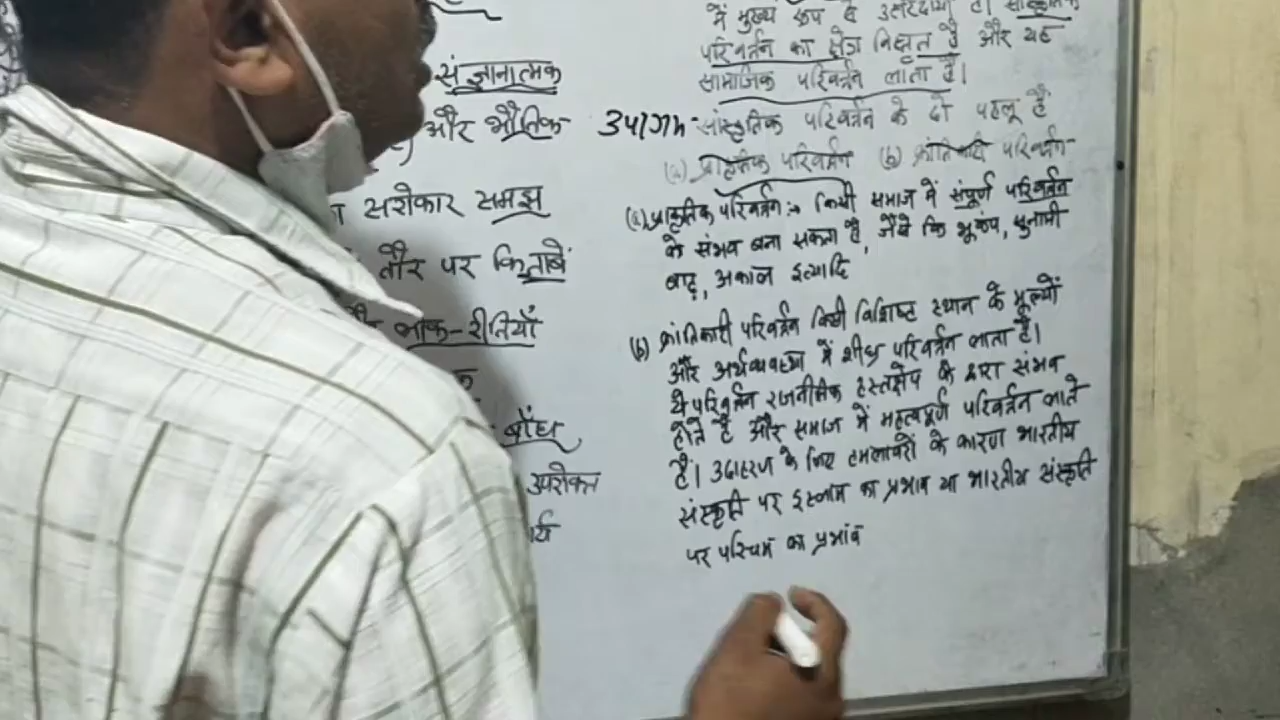 संज्ञानात्मक
और भौतिक
सरोकार समझ
तौर पर किताबें
लोक-रीतियाँ
बाँध
उपरोक्त
में मुख्य रूप से उत्तरदायी है। सांस्कृतिक
परिवर्तन का क्षेत्र विस्तृत है और यह
सामाजिक परिवर्तन लाता है।
उपागम- सांस्कृतिक परिवर्तन के दो पहलू हैं
(a) प्राकृतिक परिवर्तन (b) क्रांतिकारी परिवर्तन
(a) प्राकृतिक परिवर्तन :- किसी समाज में संपूर्ण परिवर्तन
के संभव बना सकता है, जैसे कि भूकंप, सुनामी
बाढ़, अकाल इत्यादि
(b) क्रांतिकारी परिवर्तन किसी विशिष्ट स्थान के मूल्यों
और अर्थव्यवस्था में शीघ्र परिवर्तन लाता है।
ये परिवर्तन राजनीतिक हस्तक्षेप के द्वारा संभव
होते है और समाज में महत्वपूर्ण परिवर्तन लाते
हैं। उदाहरण के लिए हमलावरों के कारण भारतीय
संस्कृति पर इस्लाम का प्रभाव या भारतीय संस्कृति
पर पश्चिम का प्रभाव